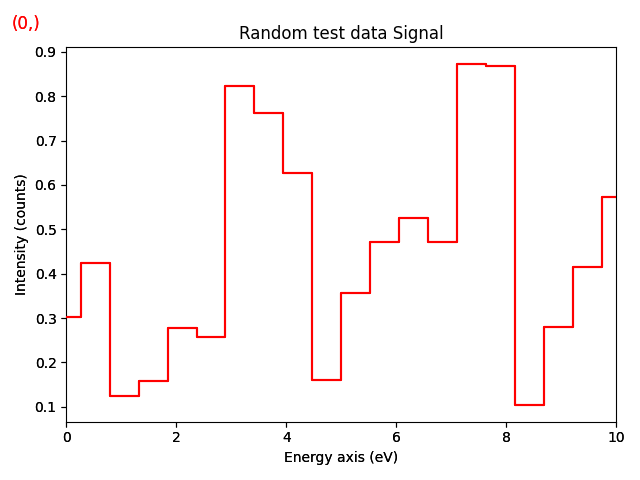 (0,)
Random test data Signal
Intensity (counts)
0.9
0.8
0.7
0.6
0.5
0.4
0.3
0.2
0.1
0 2 4 6 8 10
Energy axis (eV)